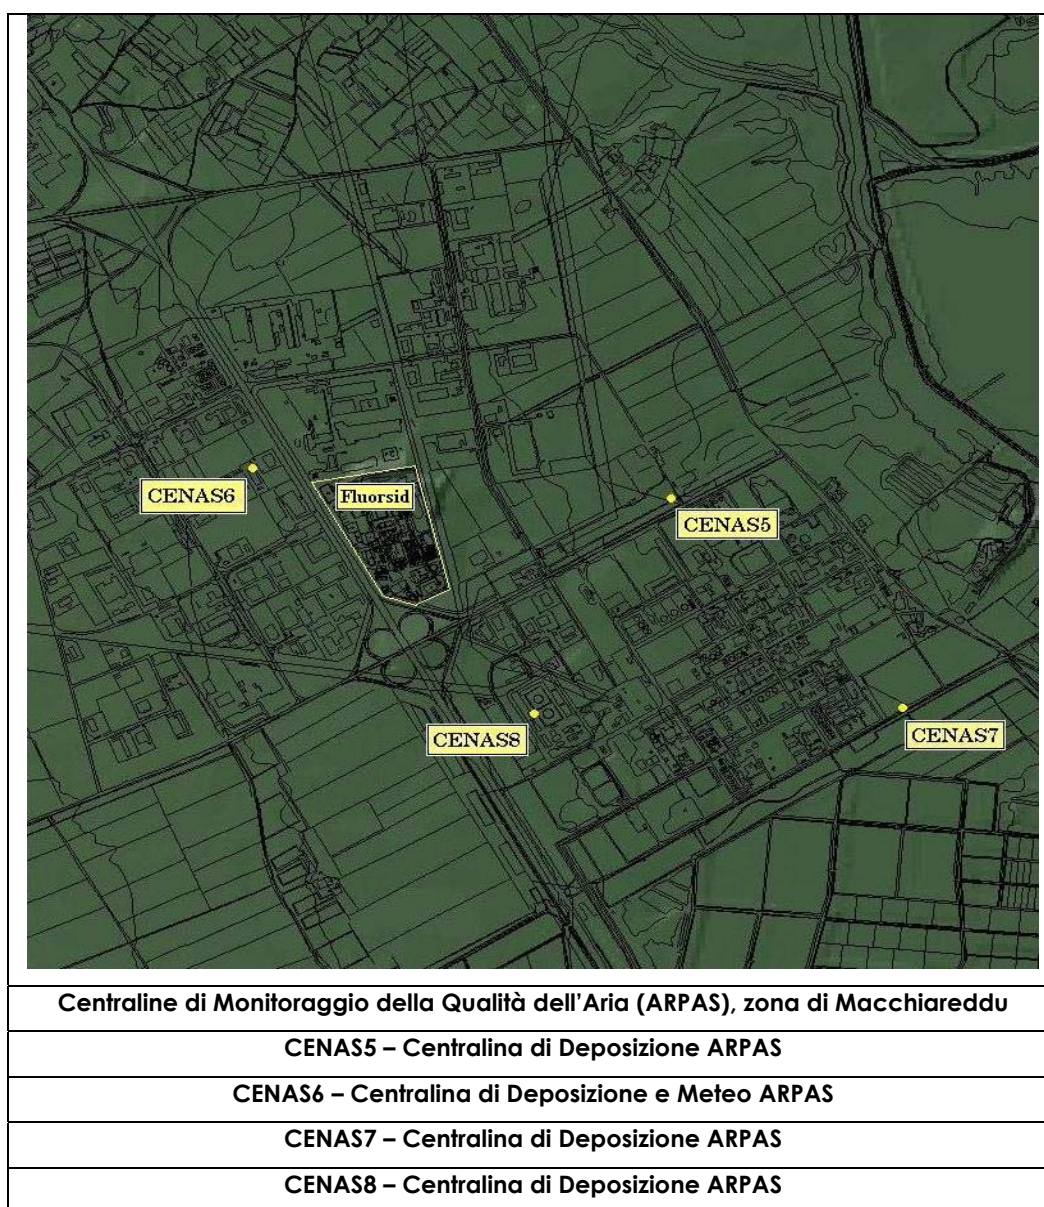 CENAS6
Fluorsid
CENAS5
CENAS8
CENAS7
Centraline di Monitoraggio della Qualità dell'Aria (ARPAS), zona di Macchiareddu
CENAS5 – Centralina di Deposizione ARPAS
CENAS6 – Centralina di Deposizione e Meteo ARPAS
CENAS7 – Centralina di Deposizione ARPAS
CENAS8 – Centralina di Deposizione ARPAS